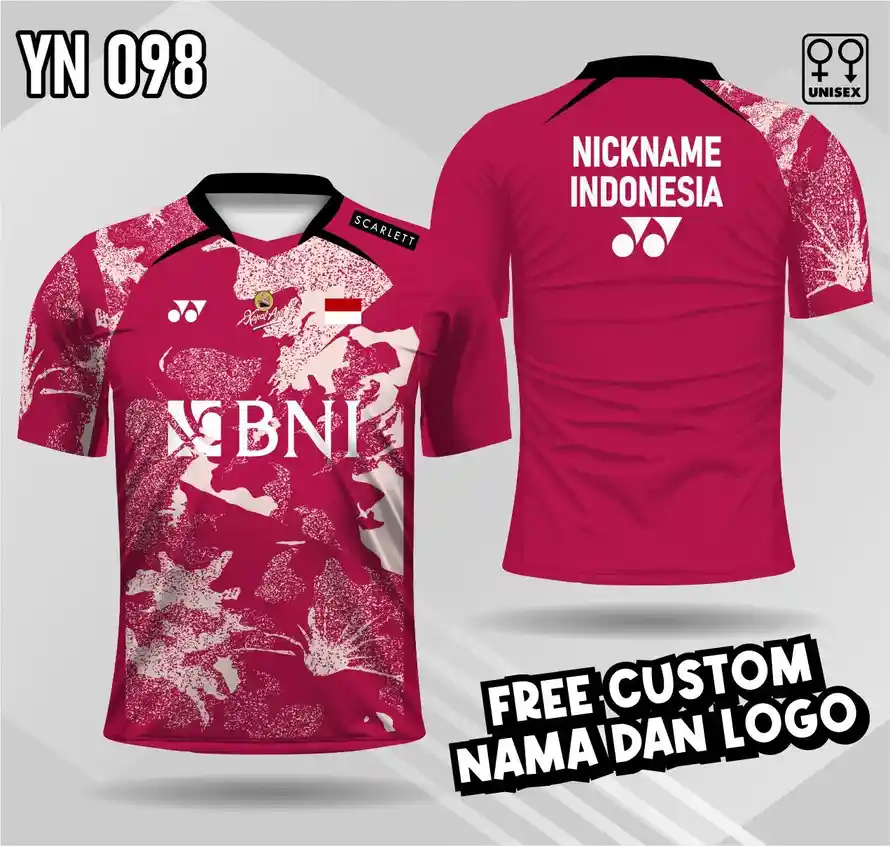 YN 098
UNISEX
SCARLETT
BNI
NICKNAME
INDONESIA
FREE CUSTOM
NAMA DAN LOGO